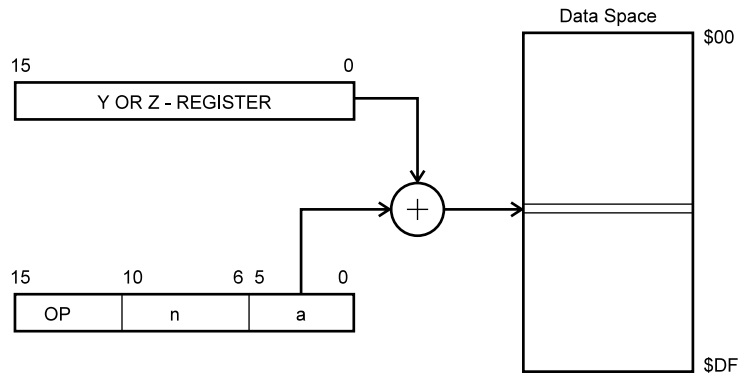 Data Space
$00
15 0
Y OR Z - REGISTER
+
15 10 6 5 0
OP n a
$DF